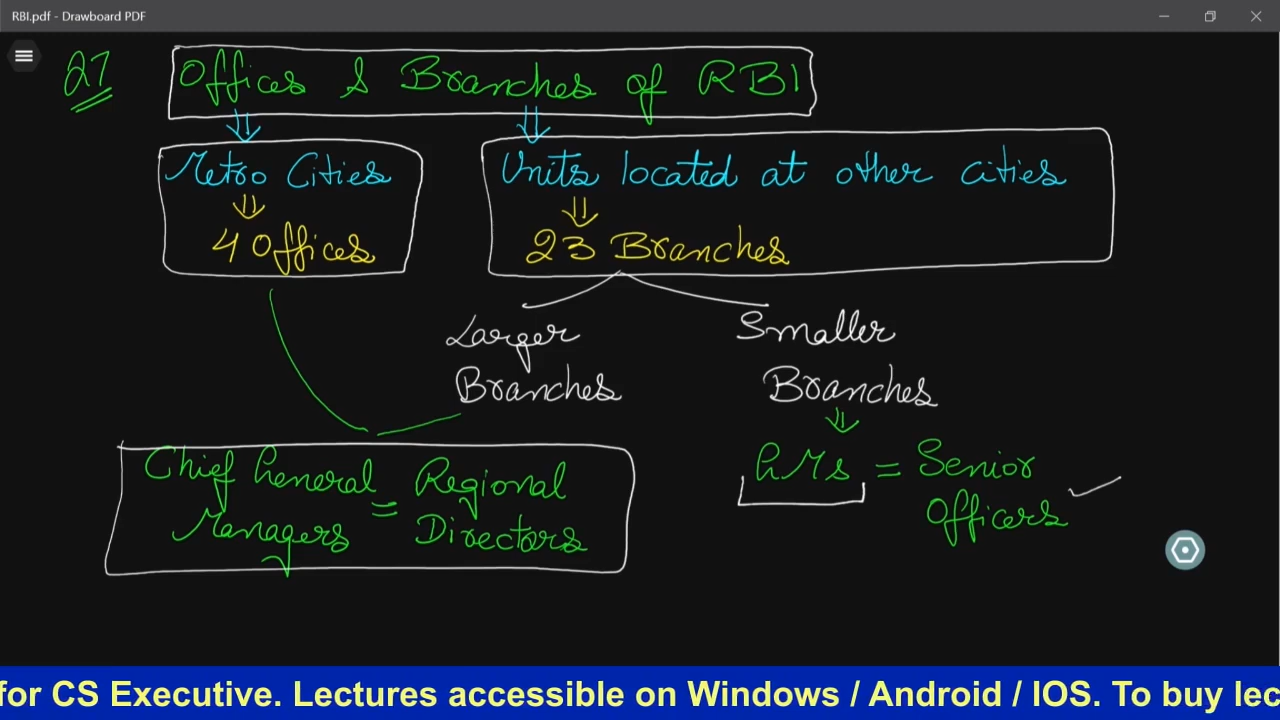 RBI.pdf - Drawboard PDF
27 Offices & Branches of RBI
Metro Cities
4 Offices
Units located at other cities
23 Branches
Larger
Branches
Smaller
Branches
Chief General
Managers
= Regional
Directors
GMs = Senior
Officers
for CS Executive. Lectures accessible on Windows / Android / IOS. To buy lec